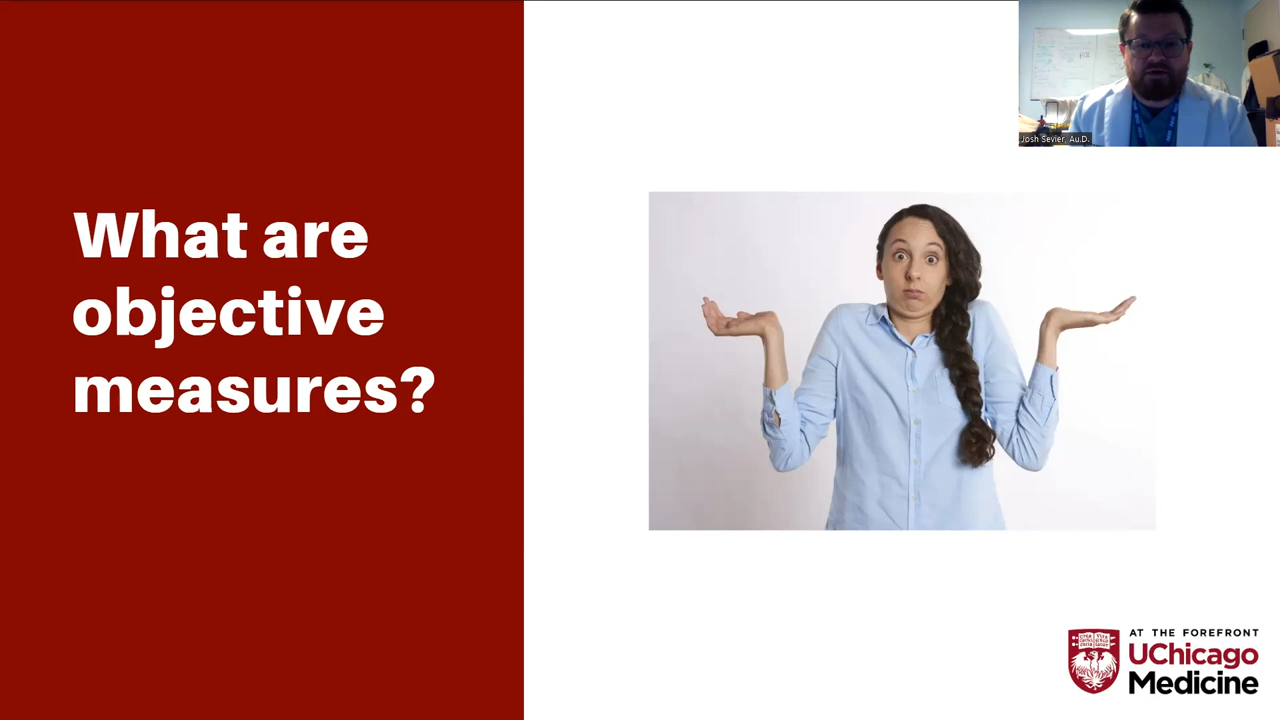 What are
objective
measures?
Josh Sevier, Au.D.
AT THE FOREFRONT
UChicago
Medicine